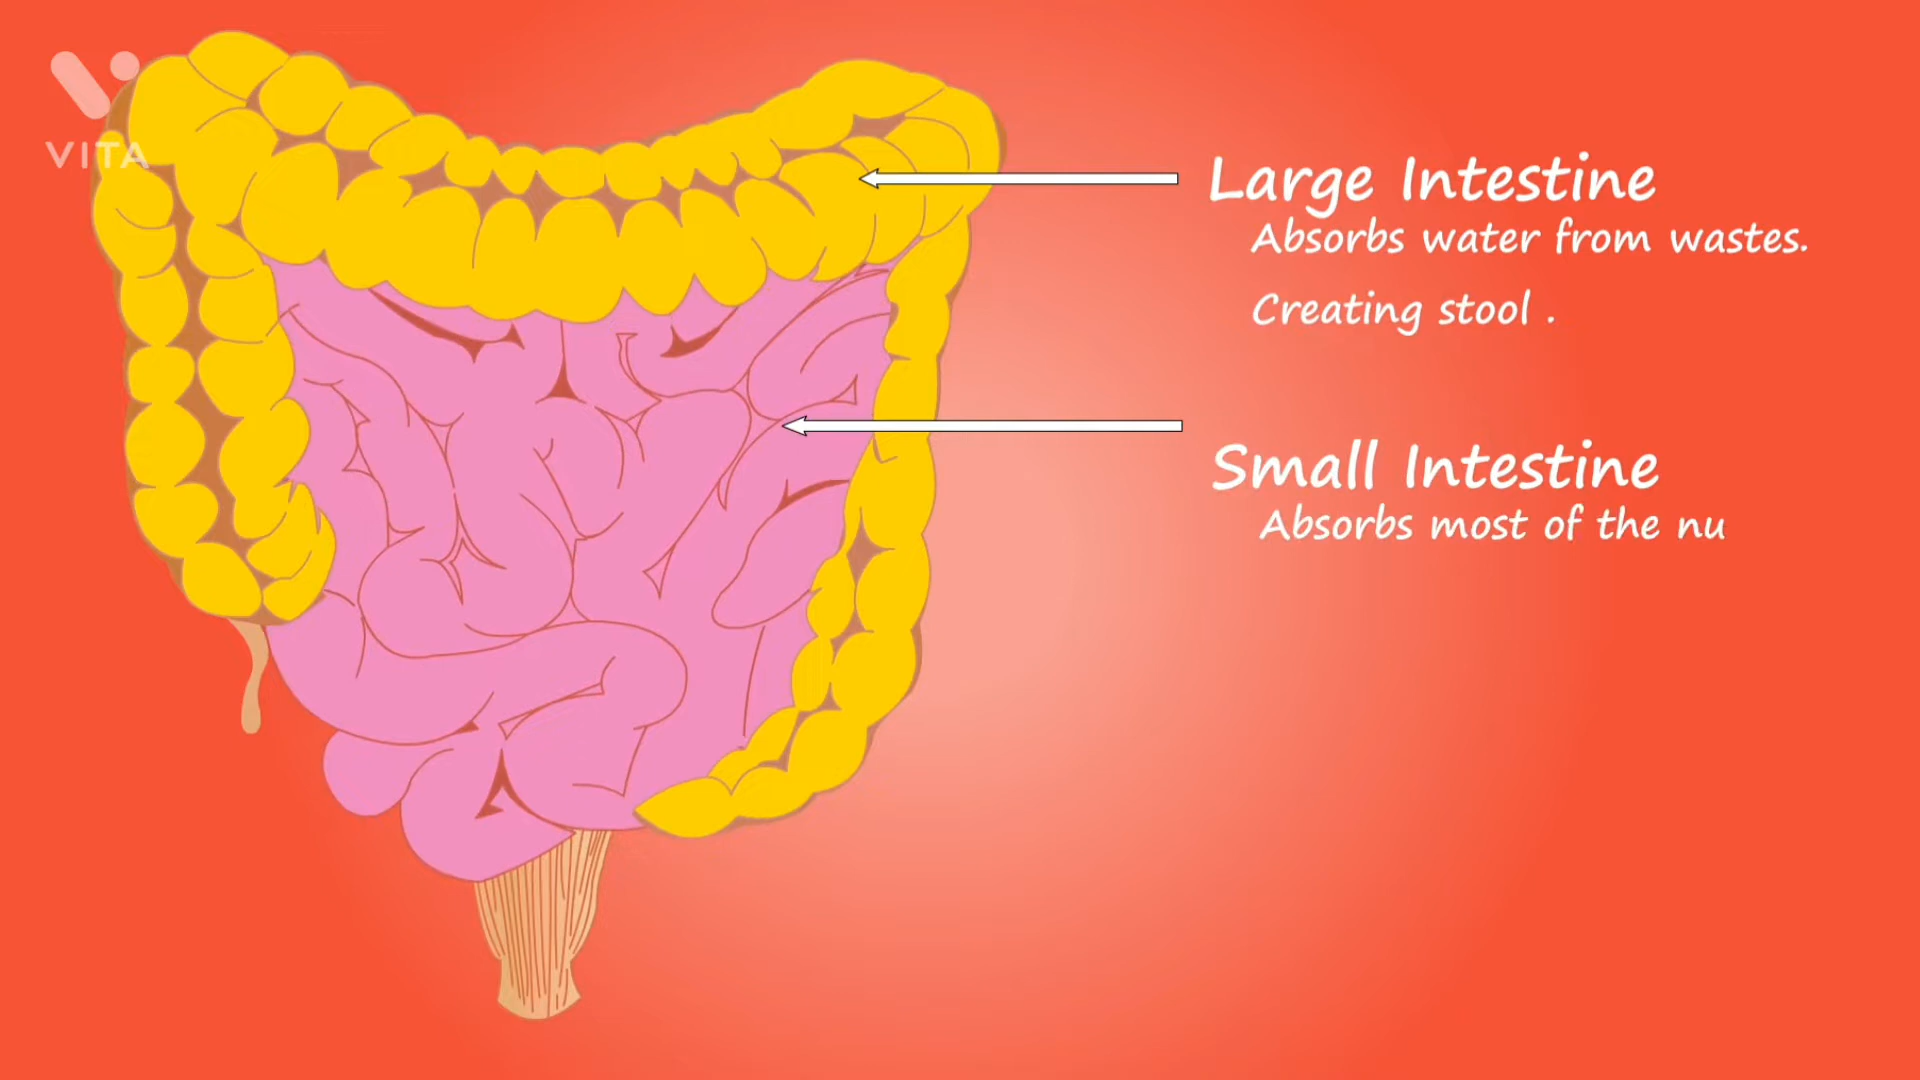 VITA
Large Intestine
Absorbs water from wastes.
Creating stool .
Small Intestine
Absorbs most of the nu